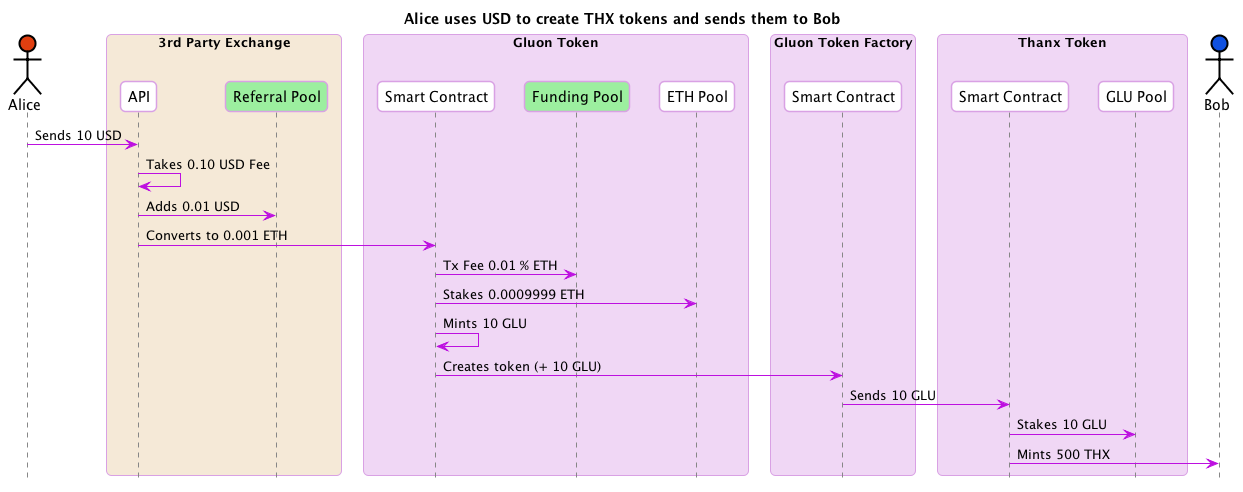 Alice uses USD to create THX tokens and sends them to Bob
3rd Party Exchange
Gluon Token
Gluon Token Factory
Thanx Token
Alice
API
Referral Pool
Smart Contract
Funding Pool
ETH Pool
Smart Contract
Smart Contract
GLU Pool
Bob
Sends 10 USD
Takes 0.10 USD Fee
Adds 0.01 USD
Converts to 0.001 ETH
Tx Fee 0.01 % ETH
Stakes 0.0009999 ETH
Mints 10 GLU
Creates token (+ 10 GLU)
Sends 10 GLU
Stakes 10 GLU
Mints 500 THX